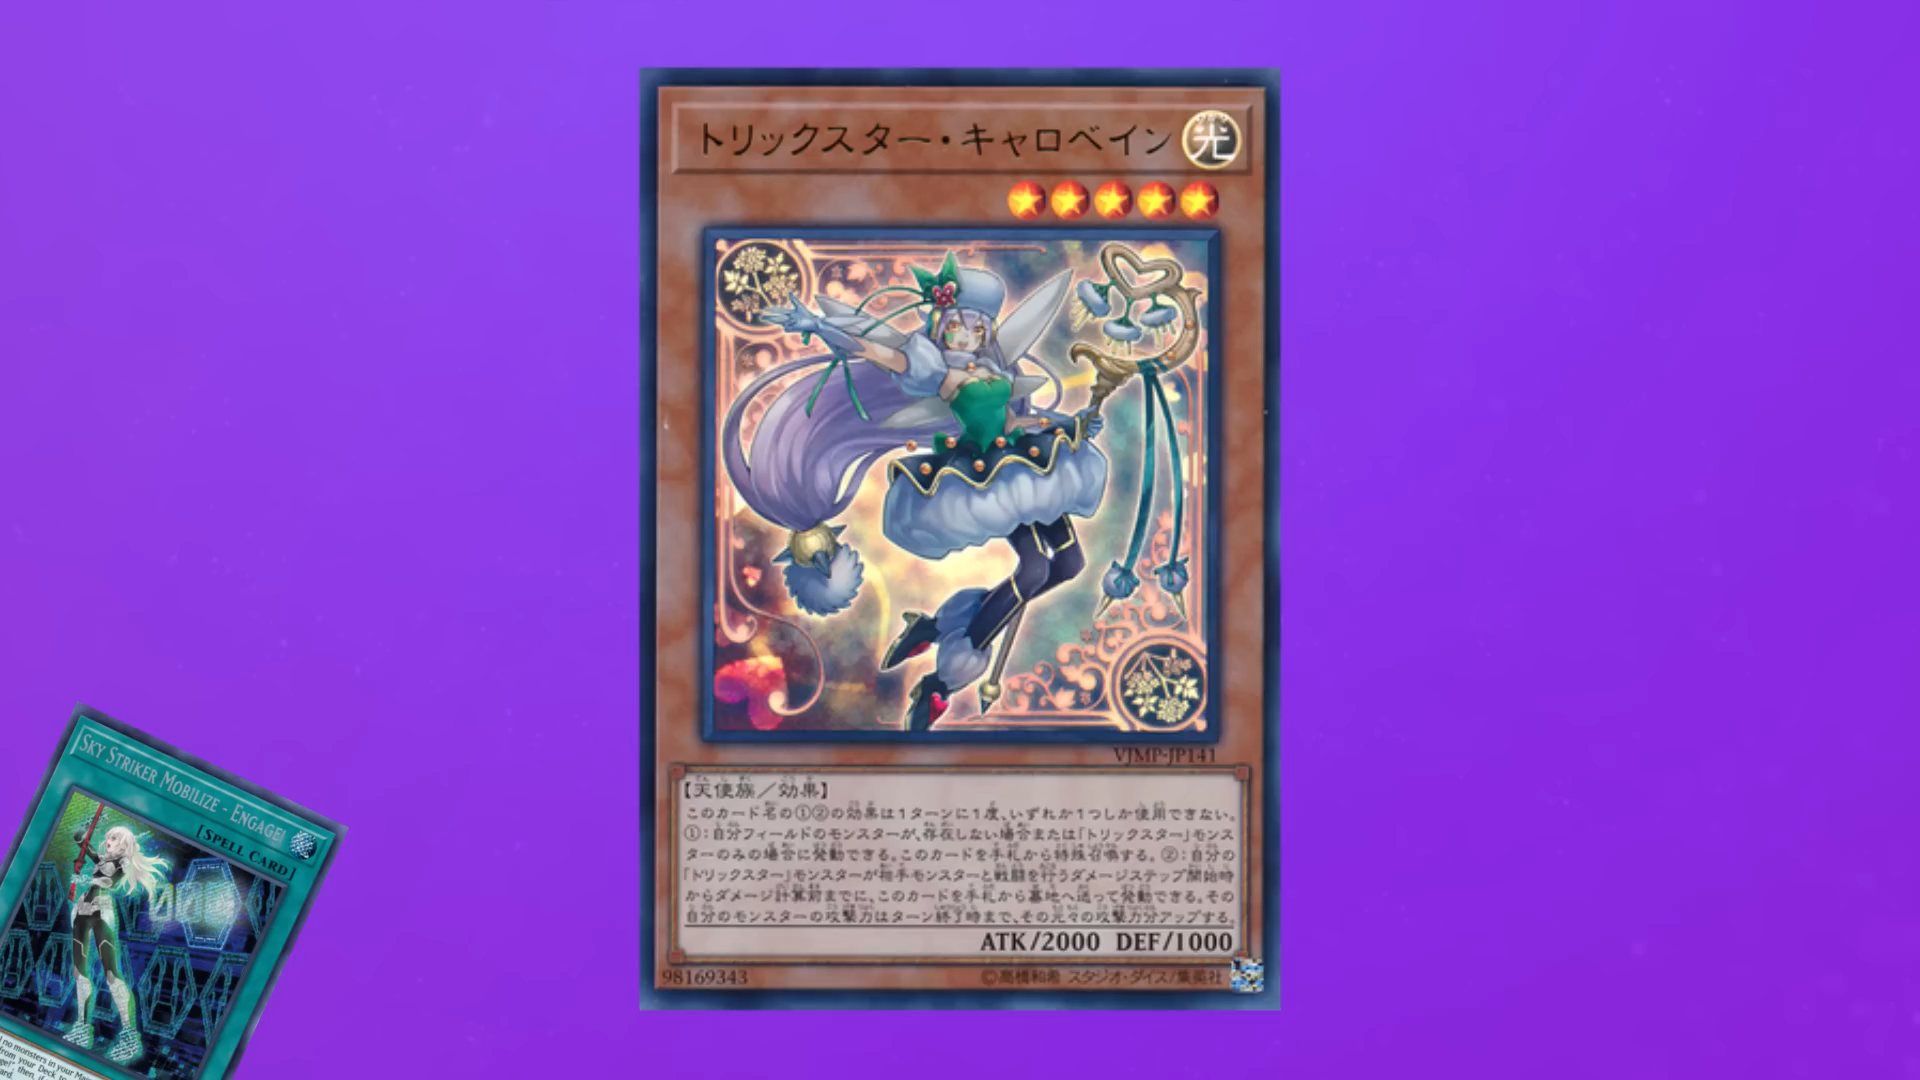 トリックスター・キャロベイン
光
VJMP-JP141
【天使族／効果】
このカード名の①②の効果は1ターンに1度、いずれか1つしか使用できない。
①：自分フィールドのモンスターが、存在しない場合または「トリックスター」モンス
ターのみの場合に発動できる。このカードを手札から特殊召喚する。②：自分の
「トリックスター」モンスターが相手モンスターと戦闘を行うダメージステップ開始時
からダメージ計算前までに、このカードを手札から墓地へ送って発動できる。その
自分のモンスターの攻撃力はターン終了時まで、その元々の攻撃力分アップする。
ATK/2000 DEF/1000
98169343
©高橋和希 スタジオ・ダイス/集英社
SKY STRIKER MOBILIZE - ENGAGE!
[SPELL CARD]
no monsters in your Ma
from your Deck to
then, if